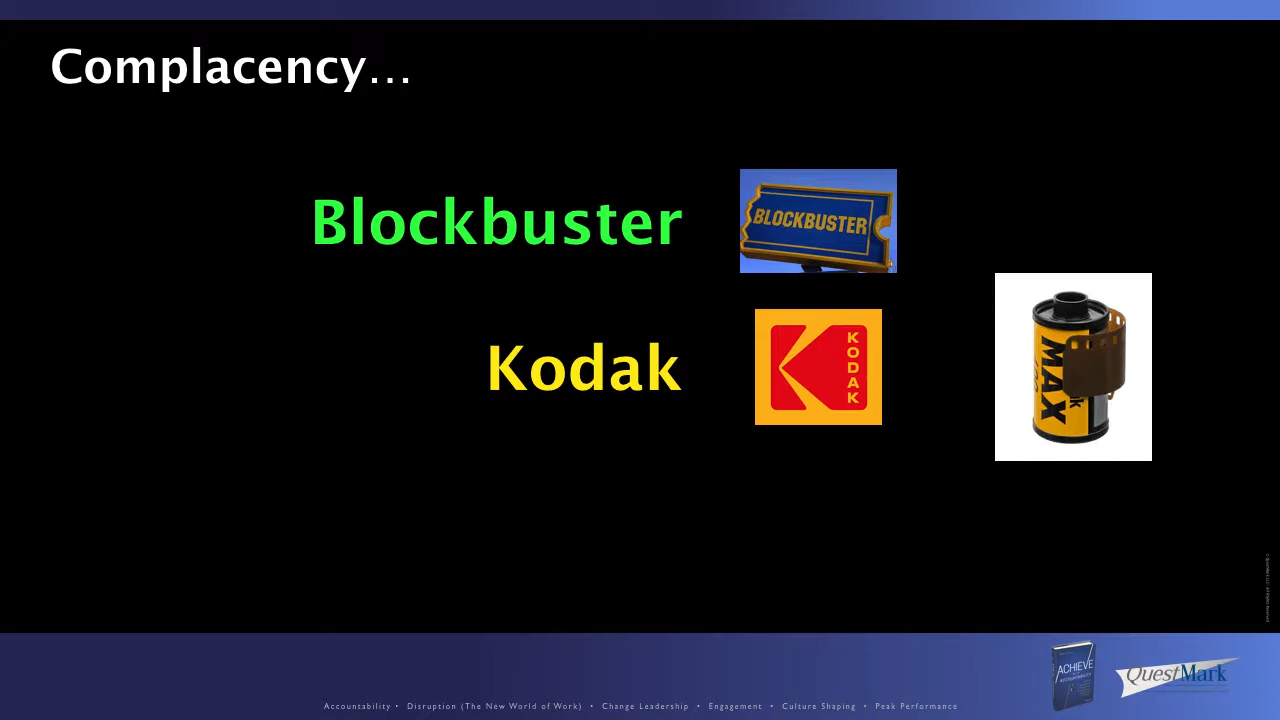 Complacency...
Blockbuster
BLOCKBUSTER
Kodak
KODAK
MAX
ACHIEVE
QuestMark
Accountability • Disruption (The New World of Work) • Change Leadership • Engagement • Culture Shaping • Peak Performance